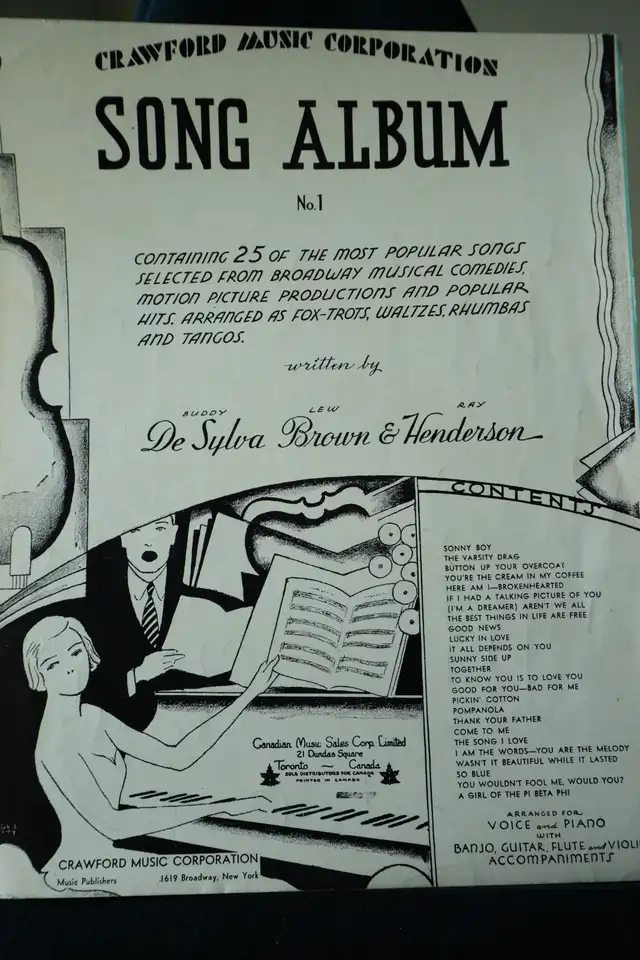 CRAWFORD MUSIC CORPORATION
SONG ALBUM
No.1
CONTAINING 25 OF THE MOST POPULAR SONGS
SELECTED FROM BROADWAY MUSICAL COMEDIES,
MOTION PICTURE PRODUCTIONS AND POPULAR
HITS. ARRANGED AS FOX-TROTS, WALTZES, RHUMBAS
AND TANGOS.
written by
BUDDY LEW RAY
De Sylva Brown & Henderson
CONTENTS
SONNY BOY
THE VARSITY DRAG
BUTTON UP YOUR OVERCOAT
YOU'RE THE CREAM IN MY COFFEE
HERE AM I—BROKENHEARTED
IF I HAD A TALKING PICTURE OF YOU
(I'M A DREAMER) AREN'T WE ALL
THE BEST THINGS IN LIFE ARE FREE
GOOD NEWS
LUCKY IN LOVE
IT ALL DEPENDS ON YOU
SUNNY SIDE UP
TOGETHER
TO KNOW YOU IS TO LOVE YOU
GOOD FOR YOU—BAD FOR ME
PICKIN' COTTON
POMPANOLA
THANK YOUR FATHER
COME TO ME
THE SONG I LOVE
I AM THE WORDS—YOU ARE THE MELODY
WASN'T IT BEAUTIFUL WHILE IT LASTED
SO BLUE
YOU WOULDN'T FOOL ME, WOULD YOU?
A GIRL OF THE PI BETA PHI
ARRANGED FOR
VOICE and PIANO
WITH
BANJO, GUITAR, FLUTE and VIOLI
ACCOMPANIMENTS
Canadian Music Sales Corp. Limited
21 Dundas Square
Toronto — Canada
SOLE DISTRIBUTORS FOR CANADA
PRINTED IN CANADA
CRAWFORD MUSIC CORPORATION
Music Publishers 1619 Broadway, New York